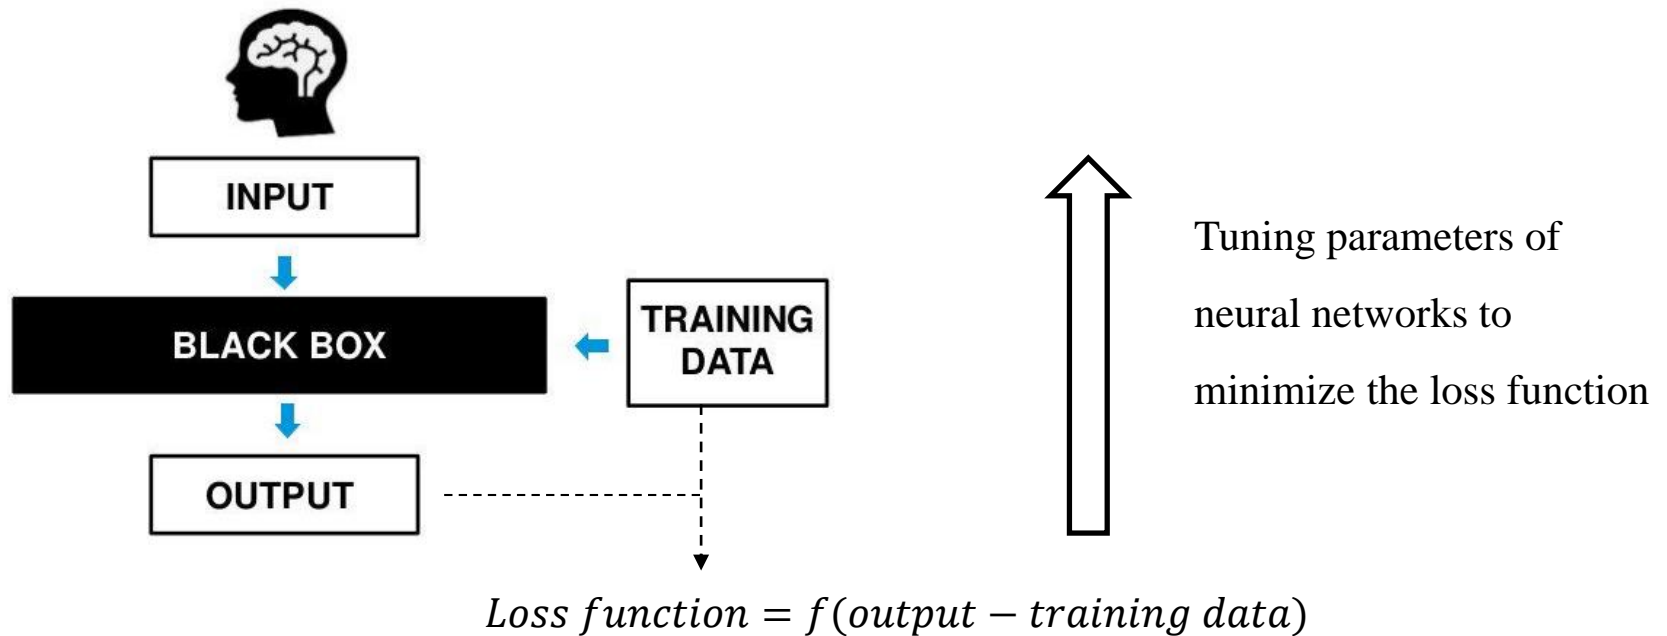 INPUT
BLACK BOX
TRAINING
DATA
OUTPUT
Tuning parameters of
neural networks to
minimize the loss function
Loss function = f(output − training data)